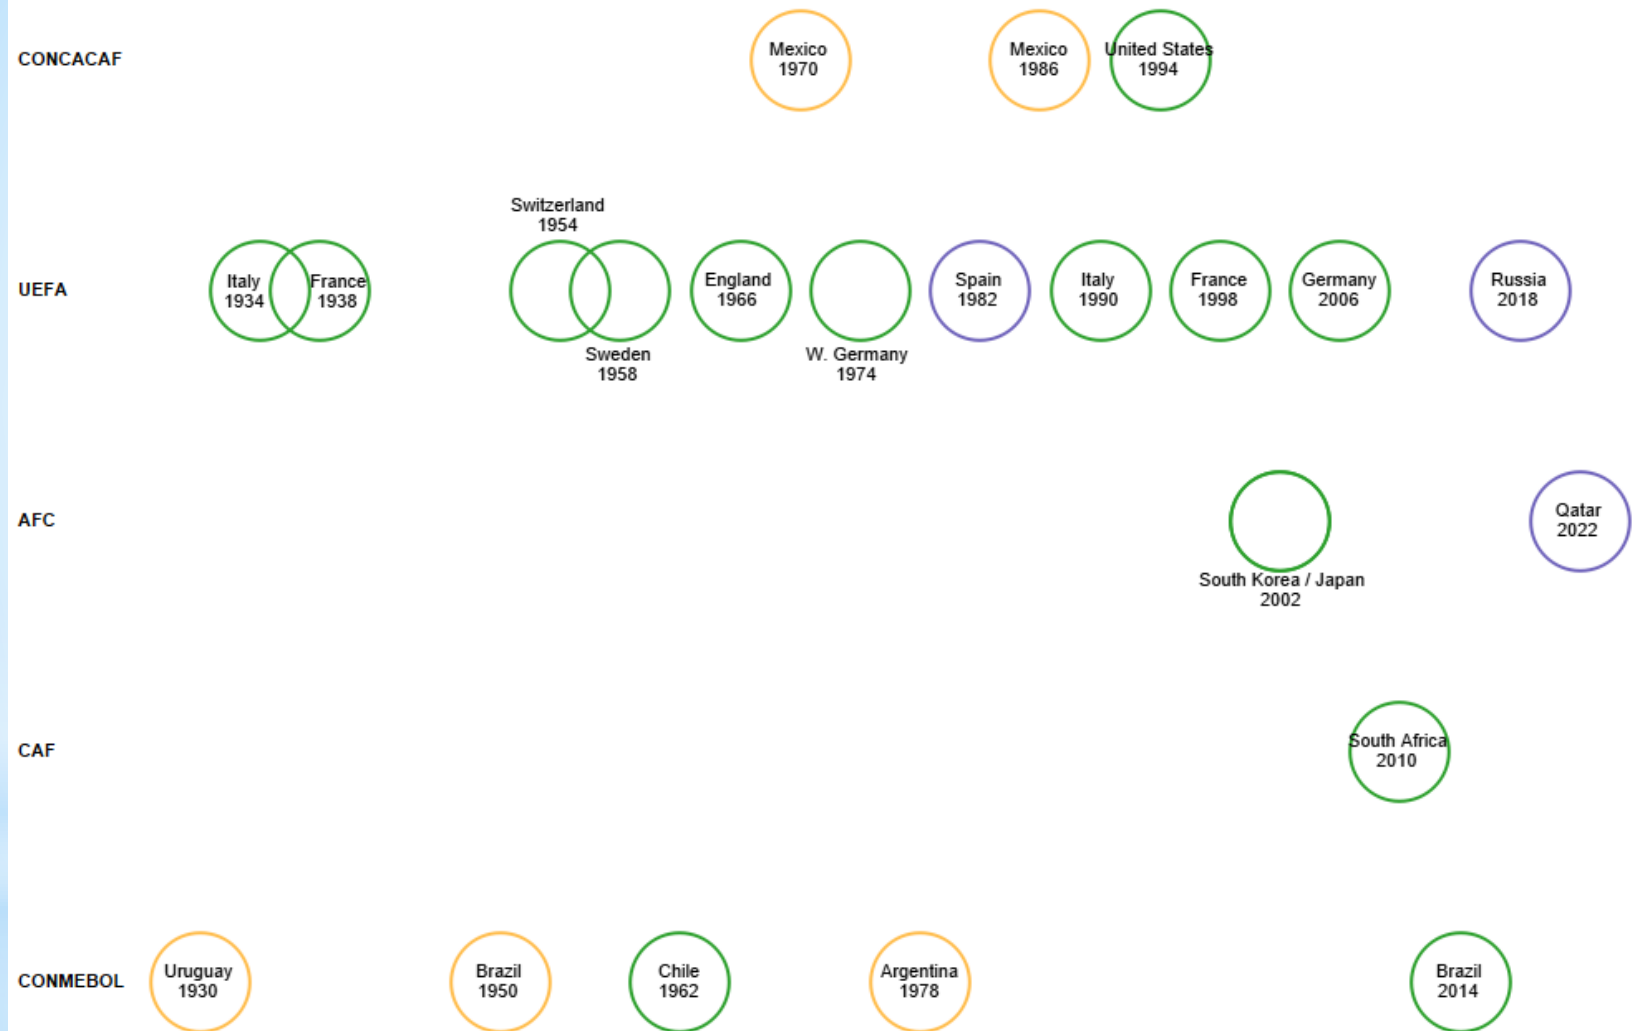 CONCACAF
Mexico
1970
Mexico
1986
United States
1994
UEFA
Italy
1934
France
1938
Switzerland
1954
Sweden
1958
England
1966
W. Germany
1974
Spain
1982
Italy
1990
France
1998
Germany
2006
Russia
2018
AFC
South Korea / Japan
2002
Qatar
2022
CAF
South Africa
2010
CONMEBOL
Uruguay
1930
Brazil
1950
Chile
1962
Argentina
1978
Brazil
2014